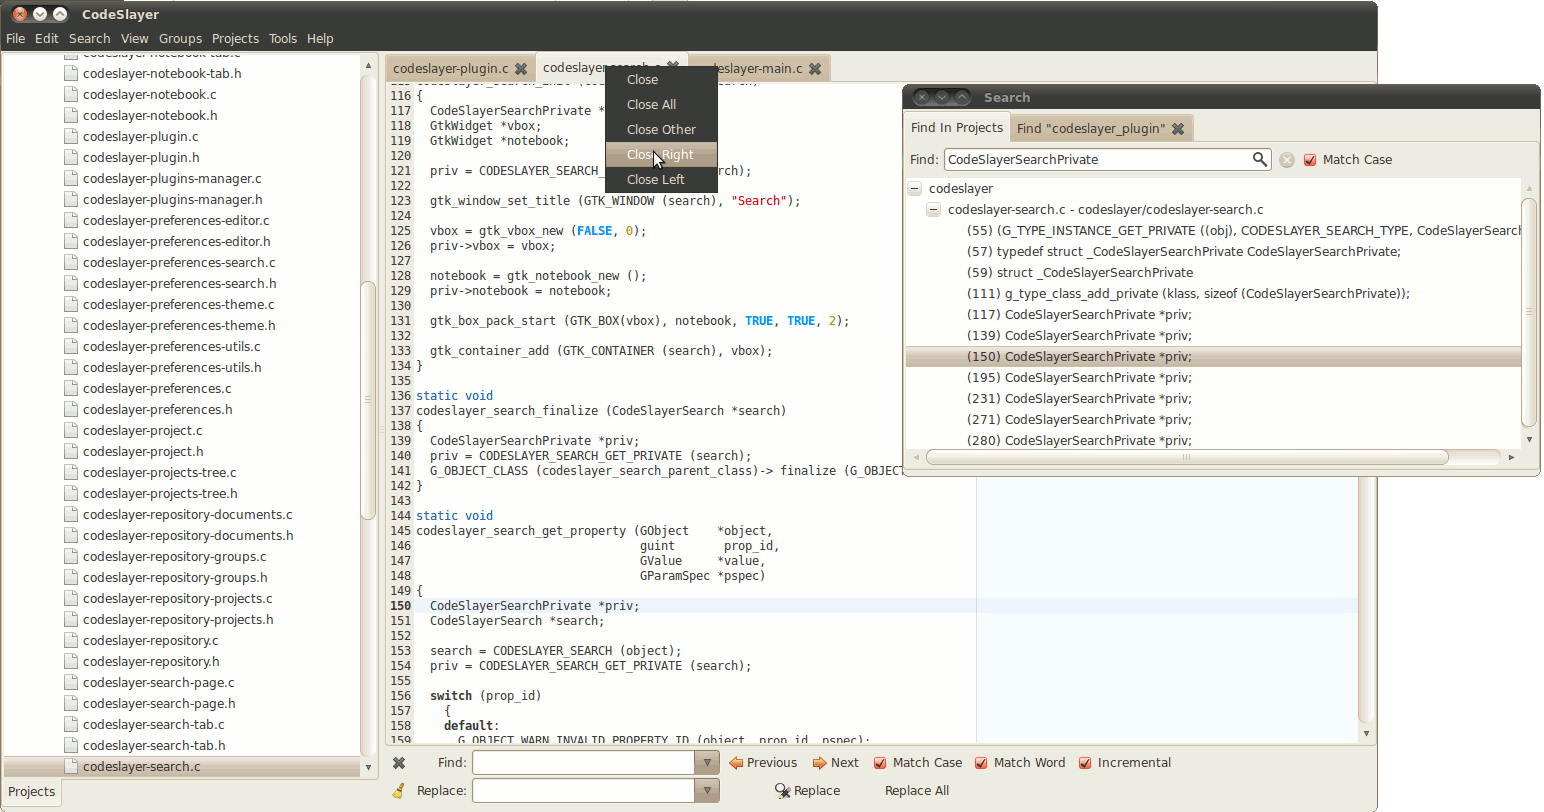 CodeSlayer
File Edit Search View Groups Projects Tools Help
codeslayer-notebook-tab.c
codeslayer-notebook-tab.h
codeslayer-notebook.c
codeslayer-notebook.h
codeslayer-plugin.c
codeslayer-plugin.h
codeslayer-plugins-manager.c
codeslayer-plugins-manager.h
codeslayer-preferences-editor.c
codeslayer-preferences-editor.h
codeslayer-preferences-search.c
codeslayer-preferences-search.h
codeslayer-preferences-theme.c
codeslayer-preferences-theme.h
codeslayer-preferences-utils.c
codeslayer-preferences-utils.h
codeslayer-preferences.c
codeslayer-preferences.h
codeslayer-project.c
codeslayer-project.h
codeslayer-projects-tree.c
codeslayer-projects-tree.h
codeslayer-repository-documents.c
codeslayer-repository-documents.h
codeslayer-repository-groups.c
codeslayer-repository-groups.h
codeslayer-repository-projects.c
codeslayer-repository-projects.h
codeslayer-repository.c
codeslayer-repository.h
codeslayer-search-page.c
codeslayer-search-page.h
codeslayer-search-tab.c
codeslayer-search-tab.h
codeslayer-search.c
Projects
codeslayer-plugin.c codeslayer-search.c deslayer-main.c
Close
Close All
Close Other
Close Right
Close Left
116 {
117 CodeSlayerSearchPrivate *
118 GtkWidget *vbox;
119 GtkWidget *notebook;
120
121 priv = CODESLAYER_SEARCH_ rch);
122
123 gtk_window_set_title (GTK_WINDOW (search), "Search");
124
125 vbox = gtk_vbox_new (FALSE, 0);
126 priv->vbox = vbox;
127
128 notebook = gtk_notebook_new ();
129 priv->notebook = notebook;
130
131 gtk_box_pack_start (GTK_BOX(vbox), notebook, TRUE, TRUE, 2);
132
133 gtk_container_add (GTK_CONTAINER (search), vbox);
134 }
135
136 static void
137 codeslayer_search_finalize (CodeSlayerSearch *search)
138 {
139 CodeSlayerSearchPrivate *priv;
140 priv = CODESLAYER_SEARCH_GET_PRIVATE (search);
141 G_OBJECT_CLASS (codeslayer_search_parent_class)-> finalize (G_OBJECT
142 }
143
144 static void
145 codeslayer_search_get_property (GObject *object,
146 guint prop_id,
147 GValue *value,
148 GParamSpec *pspec)
149 {
150 CodeSlayerSearchPrivate *priv;
151 CodeSlayerSearch *search;
152
153 search = CODESLAYER_SEARCH (object);
154 priv = CODESLAYER_SEARCH_GET_PRIVATE (search);
155
156 switch (prop_id)
157 {
158 default:
159 G_OBJECT_WARN_INVALID_PROPERTY_ID (object, prop_id, pspec);
Find: Previous Next Match Case Match Word Incremental
Replace: Replace Replace All
Search
Find In Projects Find "codeslayer_plugin"
Find: CodeSlayerSearchPrivate Match Case
codeslayer
codeslayer-search.c - codeslayer/codeslayer-search.c
(55) (G_TYPE_INSTANCE_GET_PRIVATE ((obj), CODESLAYER_SEARCH_TYPE, CodeSlayerSearch
(57) typedef struct _CodeSlayerSearchPrivate CodeSlayerSearchPrivate;
(59) struct _CodeSlayerSearchPrivate
(111) g_type_class_add_private (klass, sizeof (CodeSlayerSearchPrivate));
(117) CodeSlayerSearchPrivate *priv;
(139) CodeSlayerSearchPrivate *priv;
(150) CodeSlayerSearchPrivate *priv;
(195) CodeSlayerSearchPrivate *priv;
(231) CodeSlayerSearchPrivate *priv;
(271) CodeSlayerSearchPrivate *priv;
(280) CodeSlayerSearchPrivate *priv;